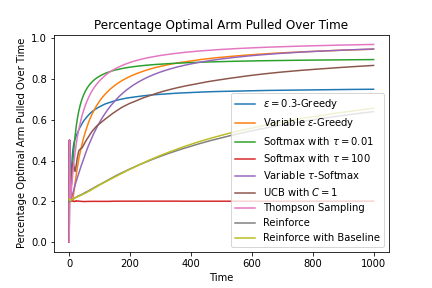 Percentage Optimal Arm Pulled Over Time
Percentage Optimal Arm Pulled Over Time
1.0
0.8
0.6
0.4
0.2
0.0
ε = 0.3-Greedy
Variable ε-Greedy
Softmax with τ = 0.01
Softmax with τ = 100
Variable τ-Softmax
UCB with C = 1
Thompson Sampling
Reinforce
Reinforce with Baseline
0 200 400 600 800 1000
Time